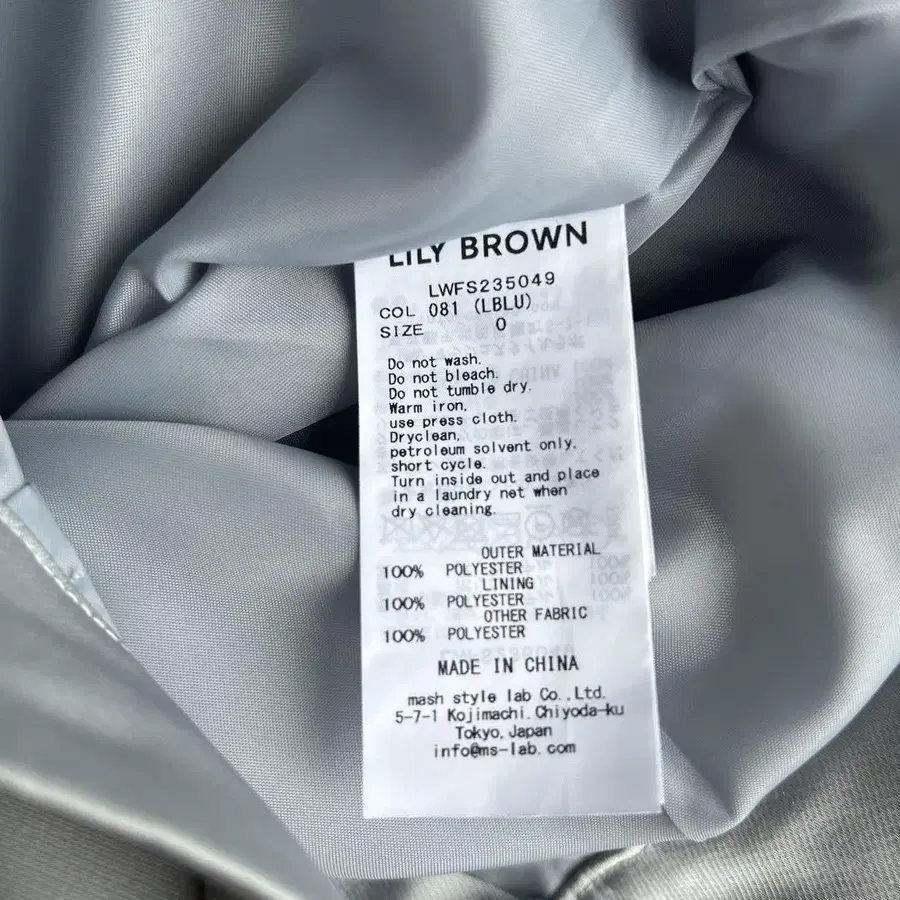 LILY BROWN
LWFS235049
COL 081 (LBLU)
SIZE 0
Do not wash.
Do not bleach.
Do not tumble dry.
Warm iron,
use press cloth.
Dryclean,
petroleum solvent only,
short cycle.
Turn inside out and place
in a laundry net when
dry cleaning.
OUTER MATERIAL
100% POLYESTER
LINING
100% POLYESTER
OTHER FABRIC
100% POLYESTER
MADE IN CHINA
mash style lab Co.,Ltd.
5-7-1 Kojimachi,Chiyoda-ku
Tokyo,Japan
info@ms-lab.com